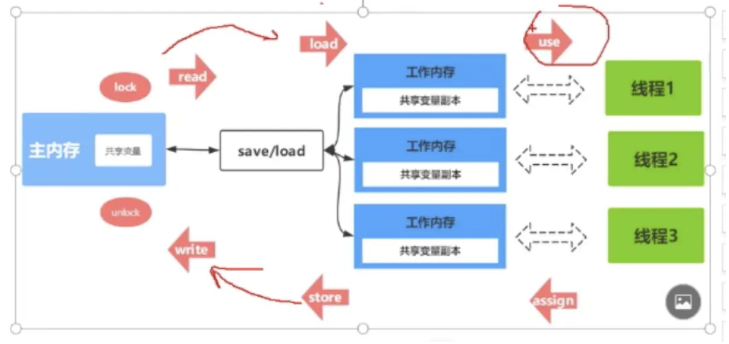 load
use
read
lock
工作内存
共享变量副本
线程1
主内存
共享变量
save/load
工作内存
共享变量副本
线程2
unlock
工作内存
共享变量副本
线程3
write
store
assign